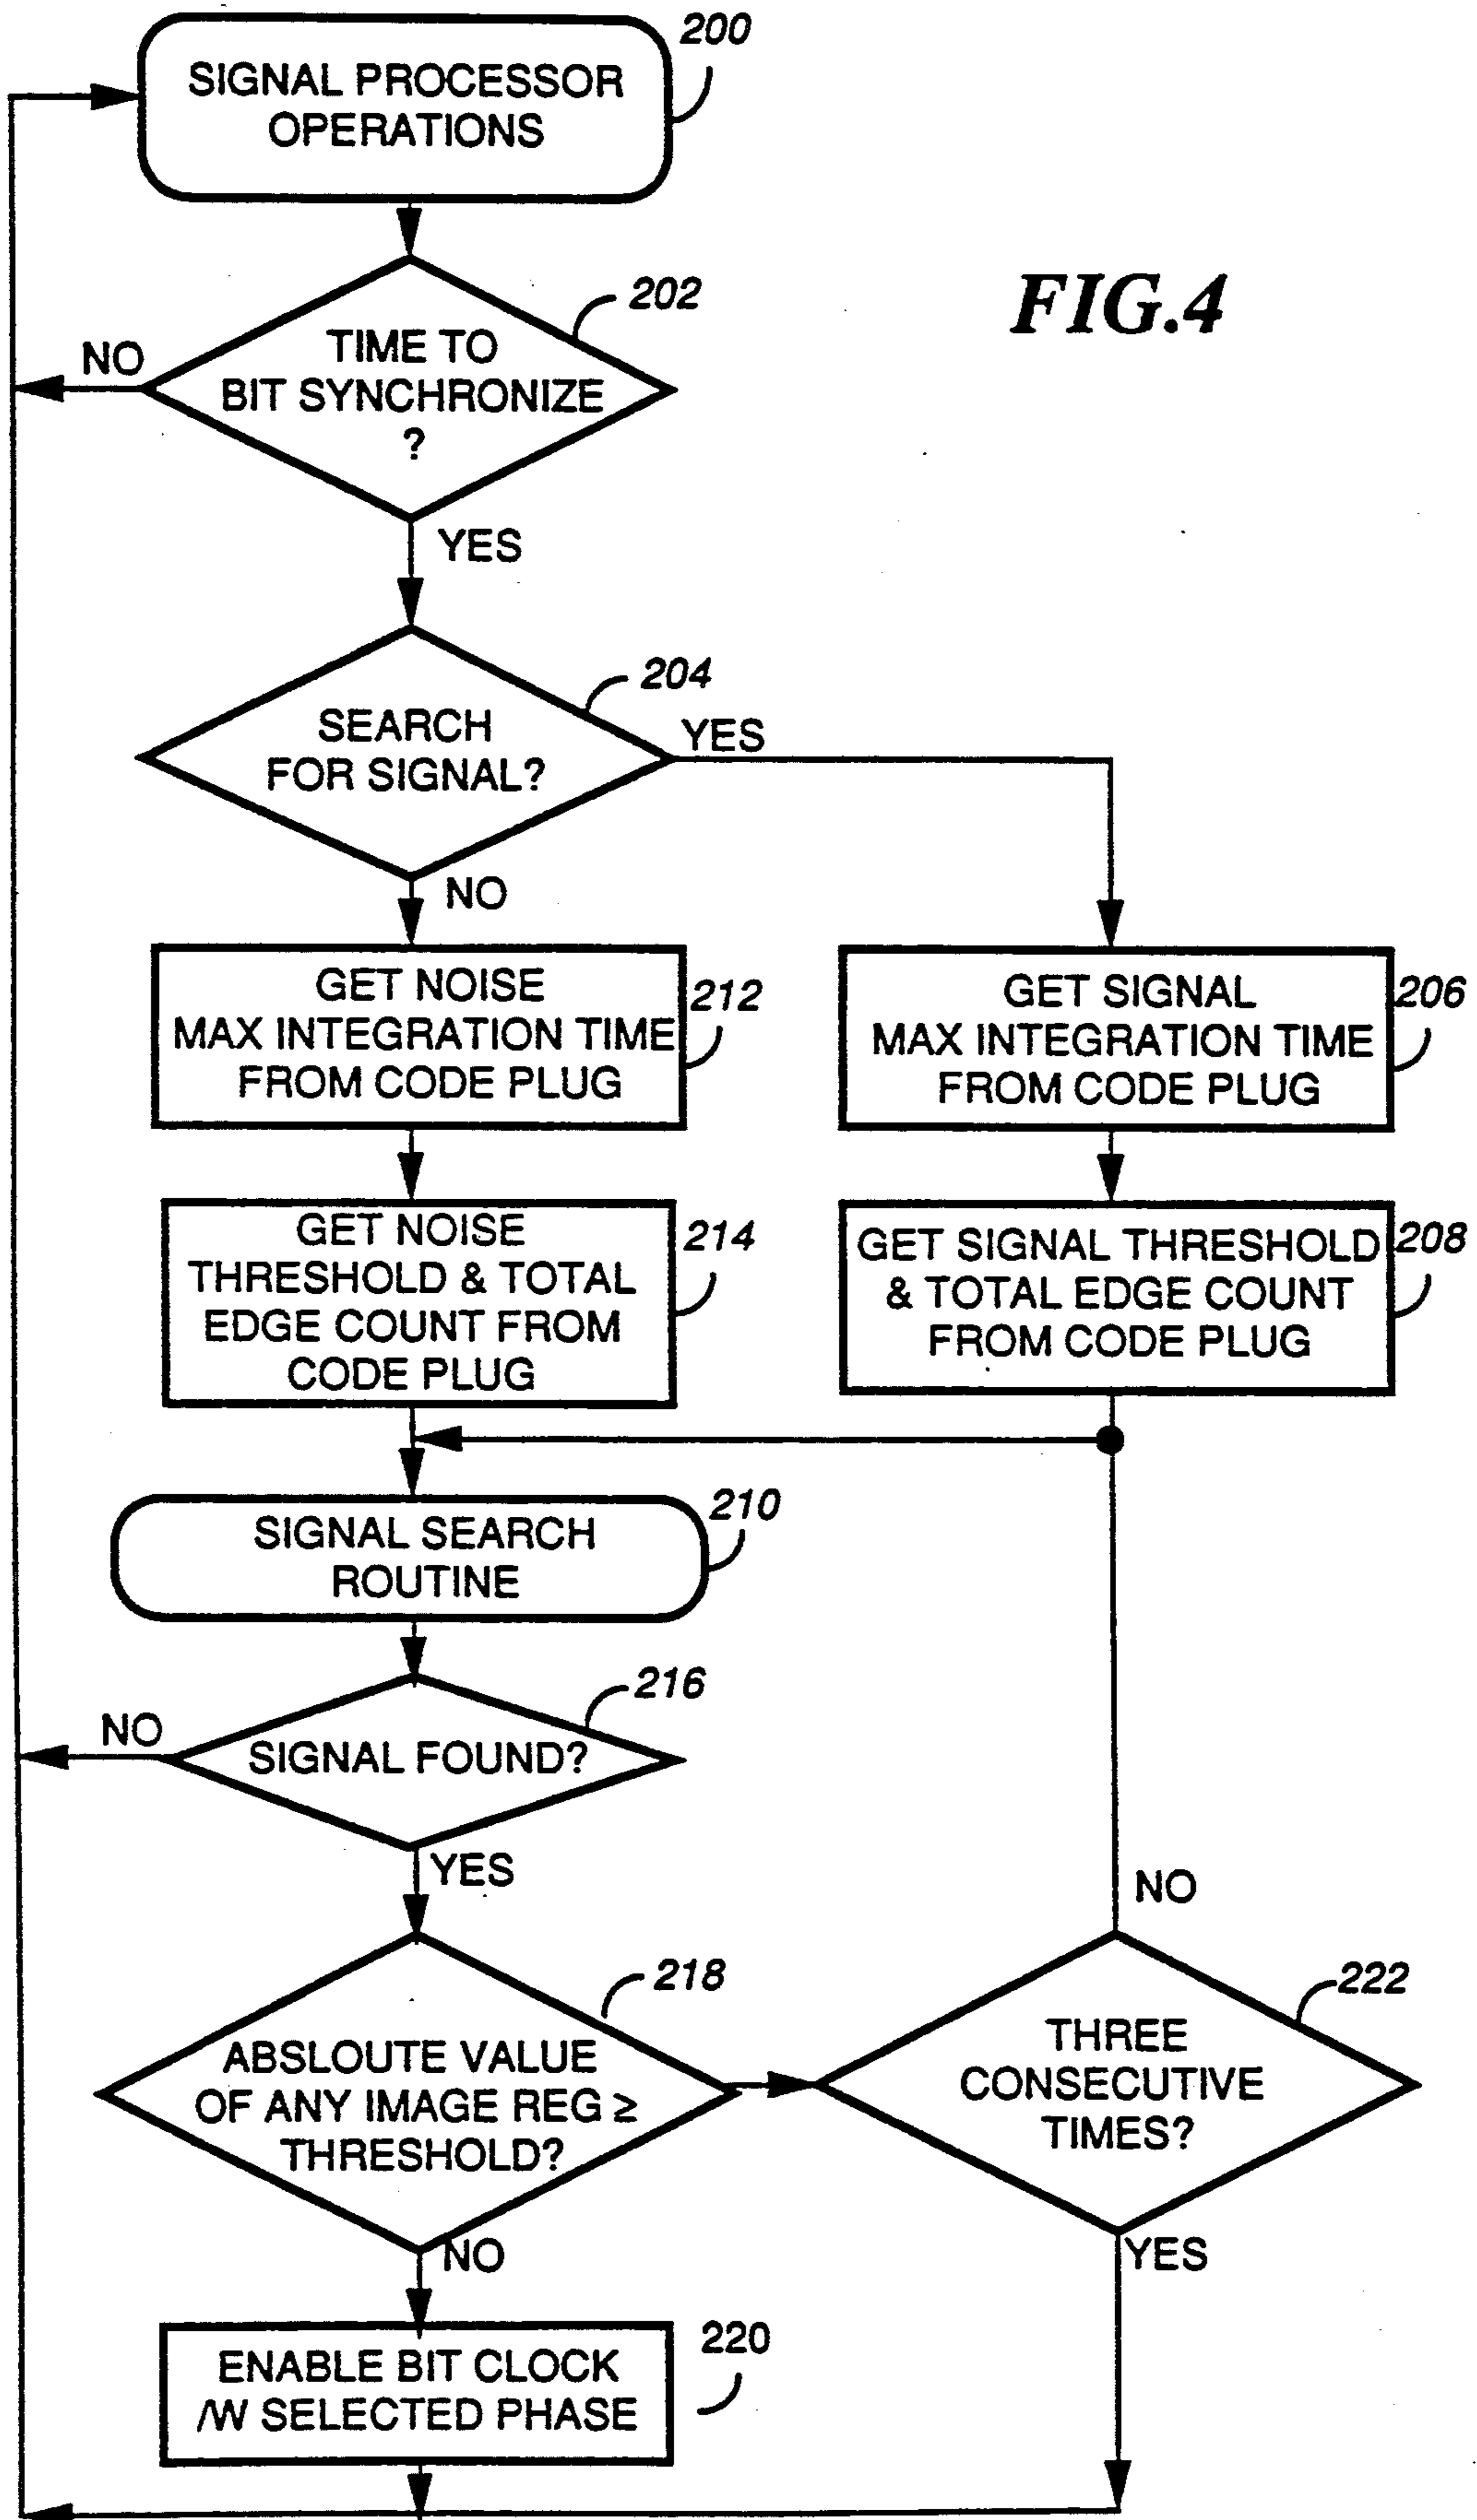 200
SIGNAL PROCESSOR
OPERATIONS
FIG.4
202
TIME TO
BIT SYNCHRONIZE
?
NO
YES
204
SEARCH
FOR SIGNAL?
YES
NO
GET NOISE
MAX INTEGRATION TIME
FROM CODE PLUG
212
GET SIGNAL
MAX INTEGRATION TIME
FROM CODE PLUG
206
GET NOISE
THRESHOLD & TOTAL
EDGE COUNT FROM
CODE PLUG
214
GET SIGNAL THRESHOLD
& TOTAL EDGE COUNT
FROM CODE PLUG
208
SIGNAL SEARCH
ROUTINE
210
216
SIGNAL FOUND?
NO
YES
NO
218
ABSLOUTE VALUE
OF ANY IMAGE REG ≥
THRESHOLD?
222
THREE
CONSECUTIVE
TIMES?
NO
YES
ENABLE BIT CLOCK
/W SELECTED PHASE
220